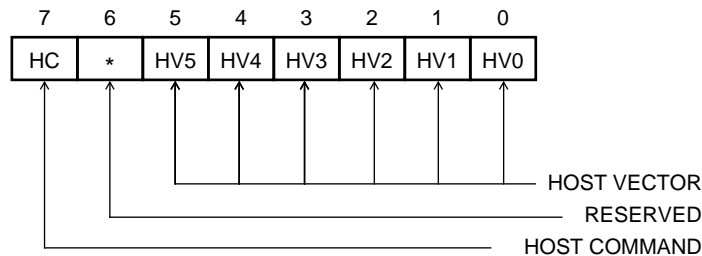 7 6 5 4 3 2 1 0
HC * HV5 HV4 HV3 HV2 HV1 HV0
HOST VECTOR
RESERVED
HOST COMMAND